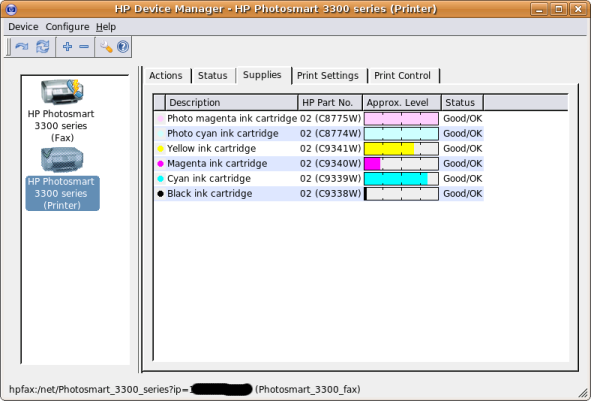 HP Device Manager - HP Photosmart 3300 series (Printer)
Device Configure Help
Actions Status Supplies Print Settings Print Control
HP Photosmart
3300 series
(Fax)
HP Photosmart
3300 series
(Printer)
Description HP Part No. Approx. Level Status
Photo magenta ink cartridge 02 (C8775W) Good/OK
Photo cyan ink cartridge 02 (C8774W) Good/OK
Yellow ink cartridge 02 (C9341W) Good/OK
Magenta ink cartridge 02 (C9340W) Good/OK
Cyan ink cartridge 02 (C9339W) Good/OK
Black ink cartridge 02 (C9338W) Good/OK
hpfax:/net/Photosmart_3300_series?ip= (Photosmart_3300_fax)